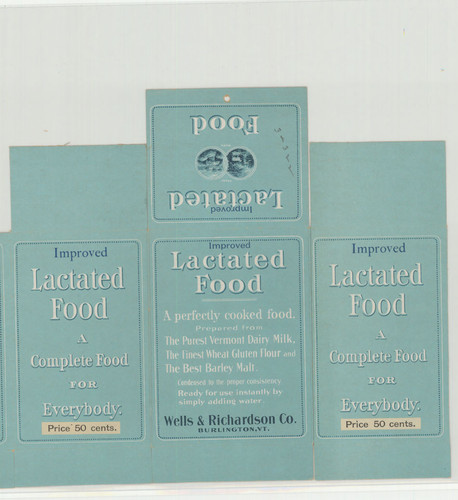 Improved
Lactated
Food
Improved
Lactated
Food
A
Complete Food
FOR
Everybody.
Price 50 cents.
Improved
Lactated
Food
A perfectly cooked food.
Prepared from
The Purest Vermont Dairy Milk,
The Finest Wheat Gluten Flour and
The Best Barley Malt.
Condensed to the proper consistency.
Ready for use instantly by
simply adding water.
Wells & Richardson Co.
BURLINGTON, VT.
Improved
Lactated
Food
A
Complete Food
FOR
Everybody.
Price 50 cents.